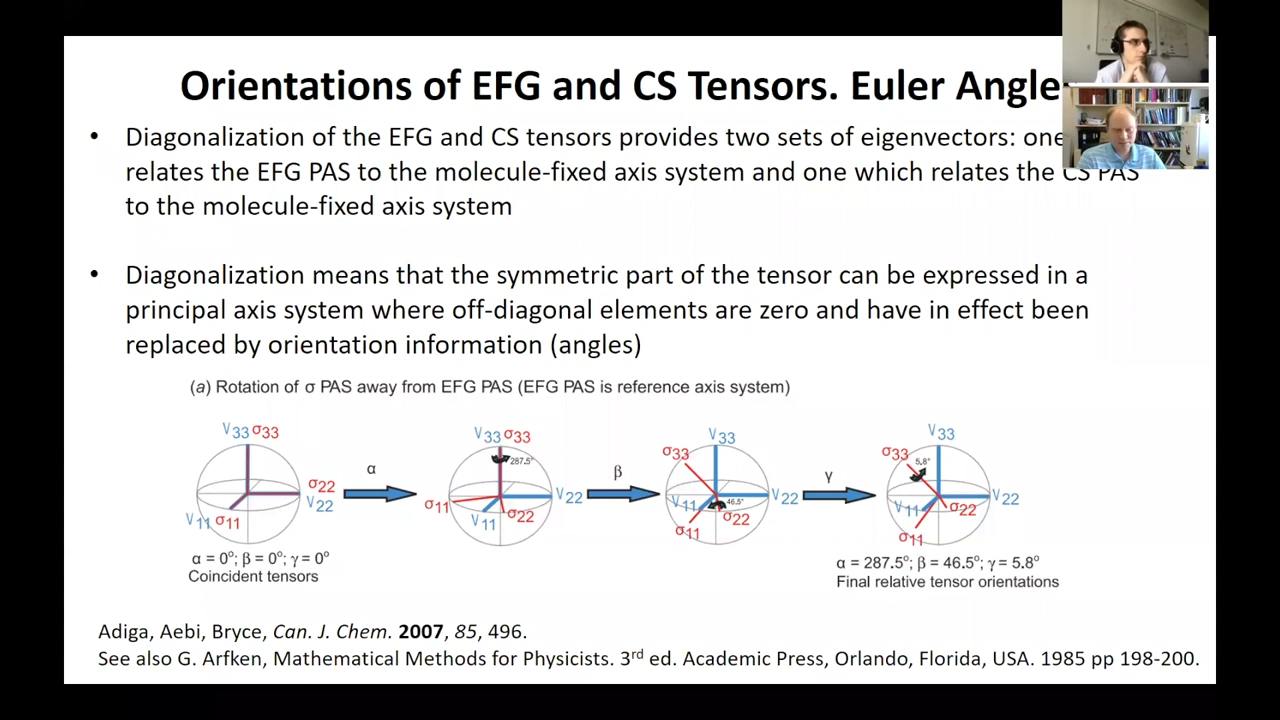 Orientations of EFG and CS Tensors. Euler Angle
• Diagonalization of the EFG and CS tensors provides two sets of eigenvectors: one
relates the EFG PAS to the molecule-fixed axis system and one which relates the CS PAS
to the molecule-fixed axis system
• Diagonalization means that the symmetric part of the tensor can be expressed in a
principal axis system where off-diagonal elements are zero and have in effect been
replaced by orientation information (angles)
(a) Rotation of σ PAS away from EFG PAS (EFG PAS is reference axis system)
V33 σ33
σ22
V22
V11 σ11
α = 0°; β = 0°; γ = 0°
Coincident tensors
α
V33 σ33
287.5°
σ11
V22
V11
σ22
β
V33
σ33
V22
V11
46.5°
σ22
σ11
γ
V33
σ33
5.8°
V22
V11
σ22
σ11
α = 287.5°; β = 46.5°; γ = 5.8°
Final relative tensor orientations
Adiga, Aebi, Bryce, Can. J. Chem. 2007, 85, 496.
See also G. Arfken, Mathematical Methods for Physicists. 3rd ed. Academic Press, Orlando, Florida, USA. 1985 pp 198-200.